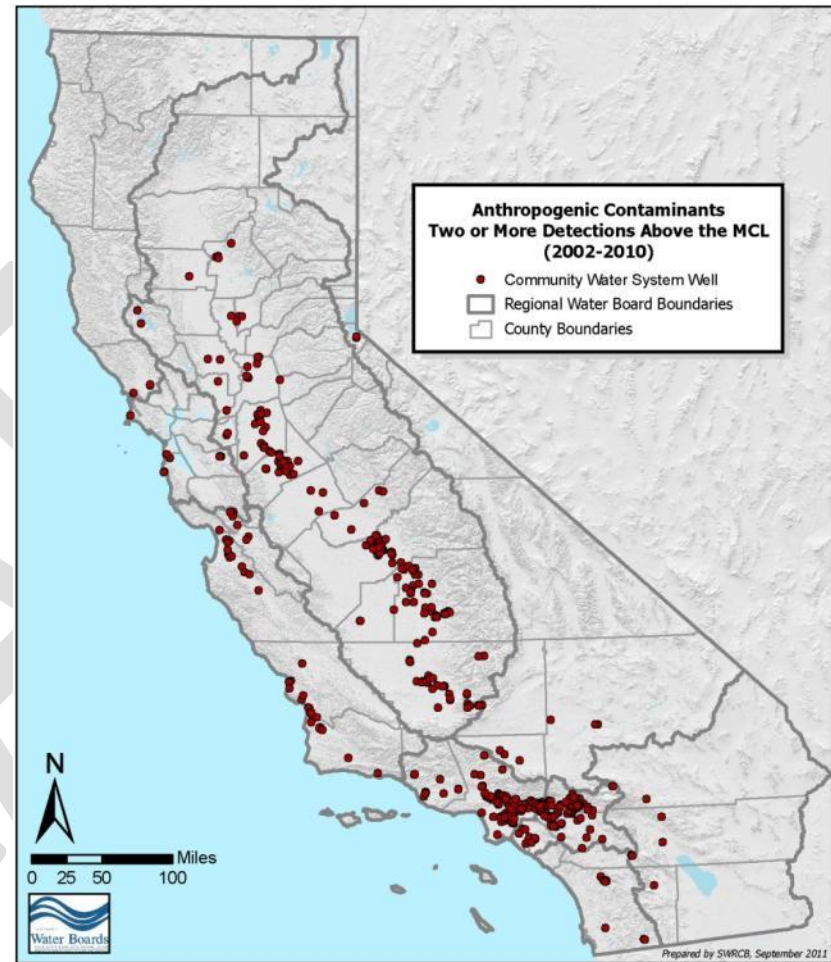 Anthropogenic Contaminants
Two or More Detections Above the MCL
(2002-2010)
Community Water System Well
Regional Water Board Boundaries
County Boundaries
N
Miles
0 25 50 100
Water Boards
Prepared by SWRCB, September 2011